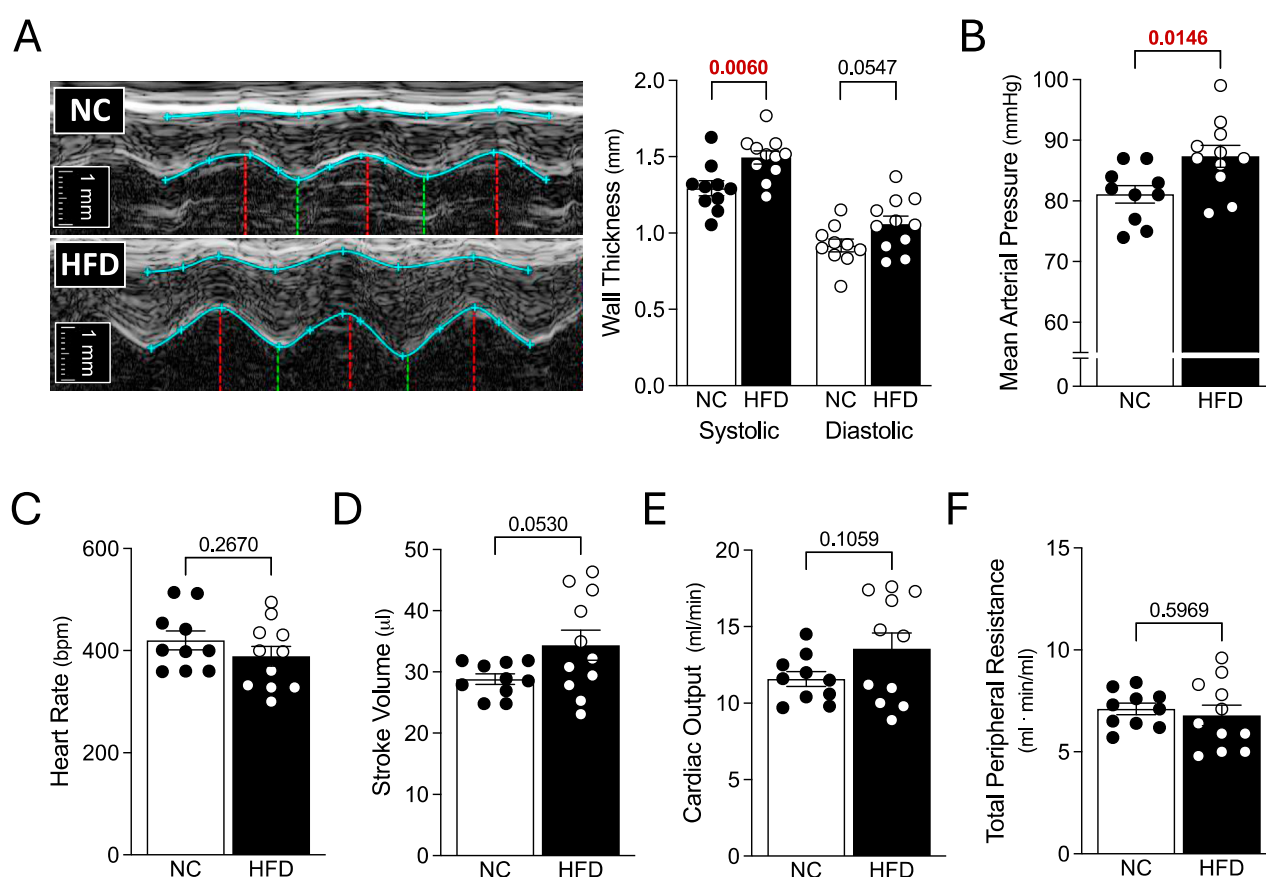 A
NC
1 mm
HFD
1 mm
Wall Thickness (mm)
2.0
1.5
1.0
0.5
0.0
0.0060
0.0547
NC HFD NC HFD
Systolic Diastolic
B
Mean Arterial Pressure (mmHg)
0.0146
100
90
80
70
60
0
NC HFD
C
Heart Rate (bpm)
0.2670
600
400
200
0
NC HFD
D
Stroke Volume (µl)
0.0530
50
40
30
20
10
0
NC HFD
E
Cardiac Output (ml/min)
0.1059
20
15
10
5
0
NC HFD
F
Total Peripheral Resistance
(ml · min/ml)
0.5969
15
10
5
0
NC HFD